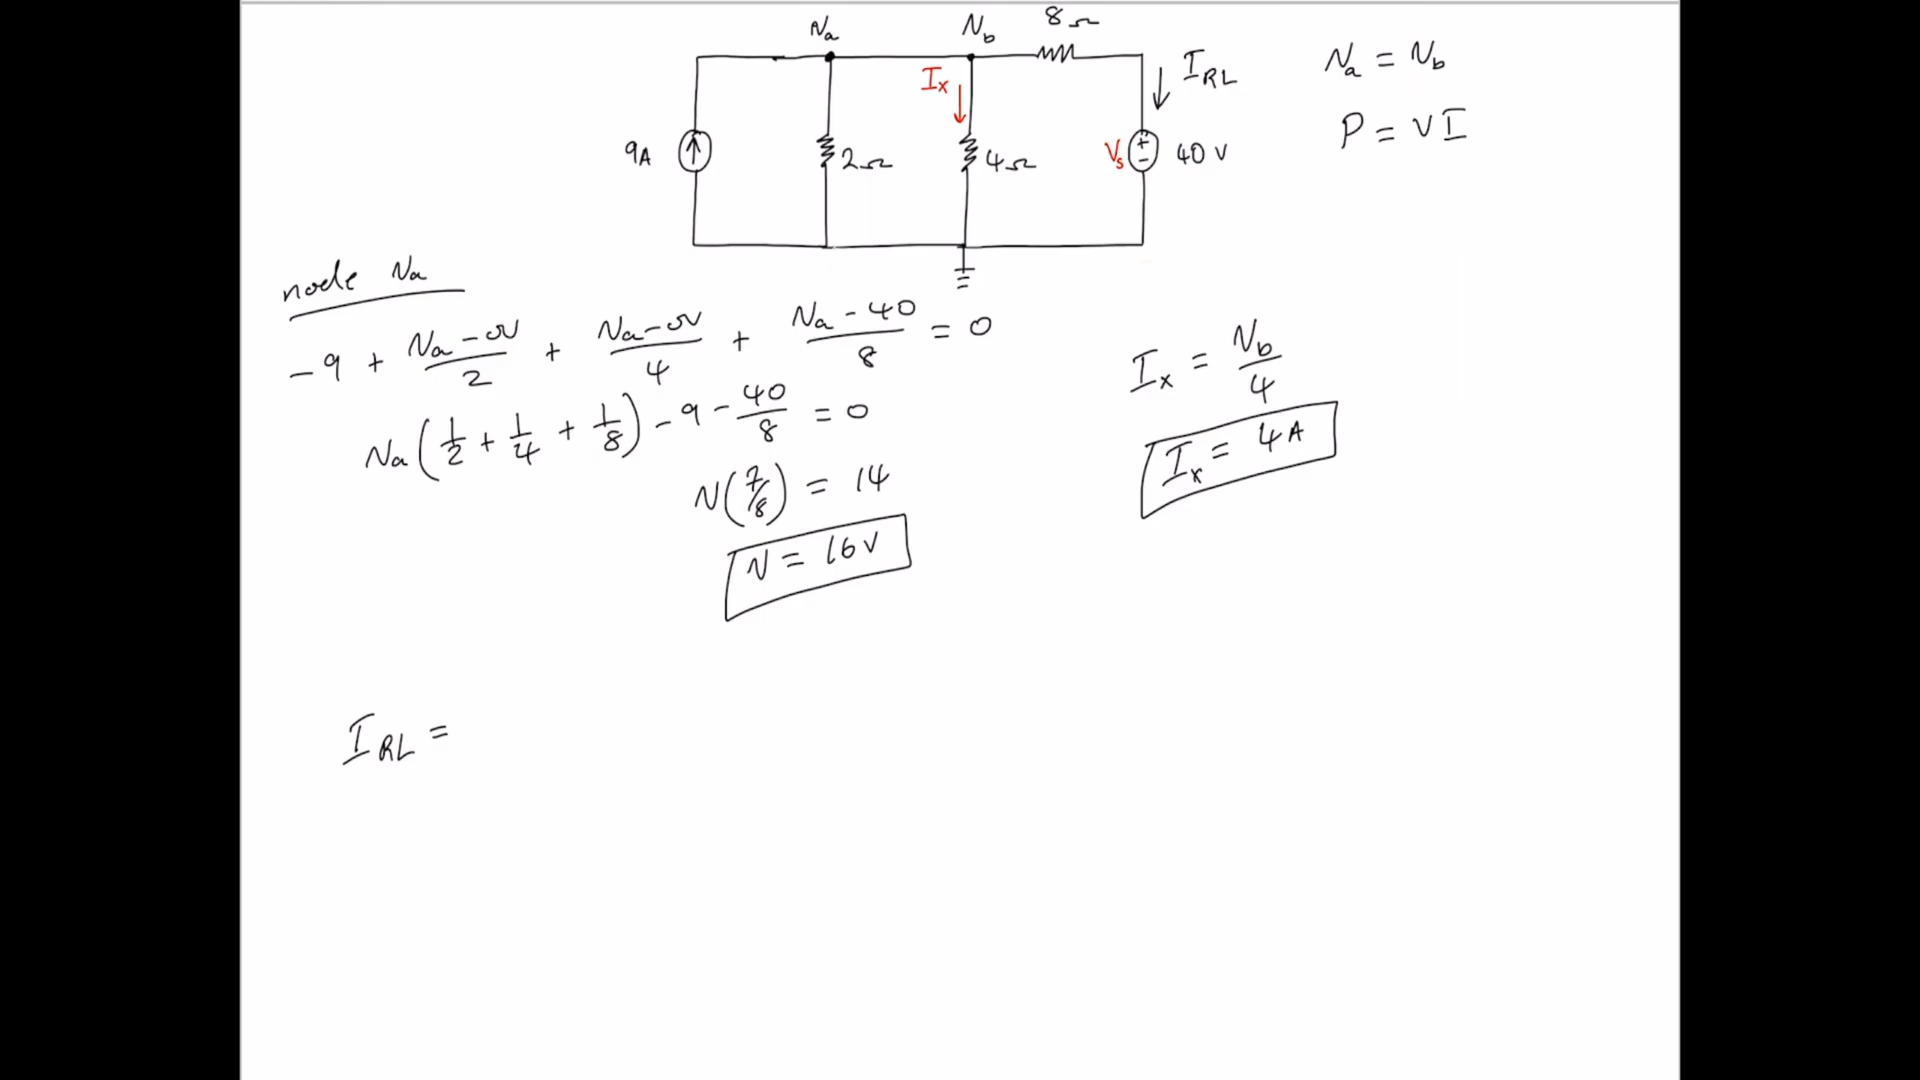 Na Nb 8Ω
Ix ↓ ↓ IRL
9A 2Ω 4Ω Vs + - 40 V
Na = Nb
P = VI
node Na
-9 + (Na - 0V)/2 + (Na - 0V)/4 + (Na - 40)/8 = 0
Na(1/2 + 1/4 + 1/8) - 9 - 40/8 = 0
N(7/8) = 14
N = 16V
Ix = Nb/4
Ix = 4A
IRL =